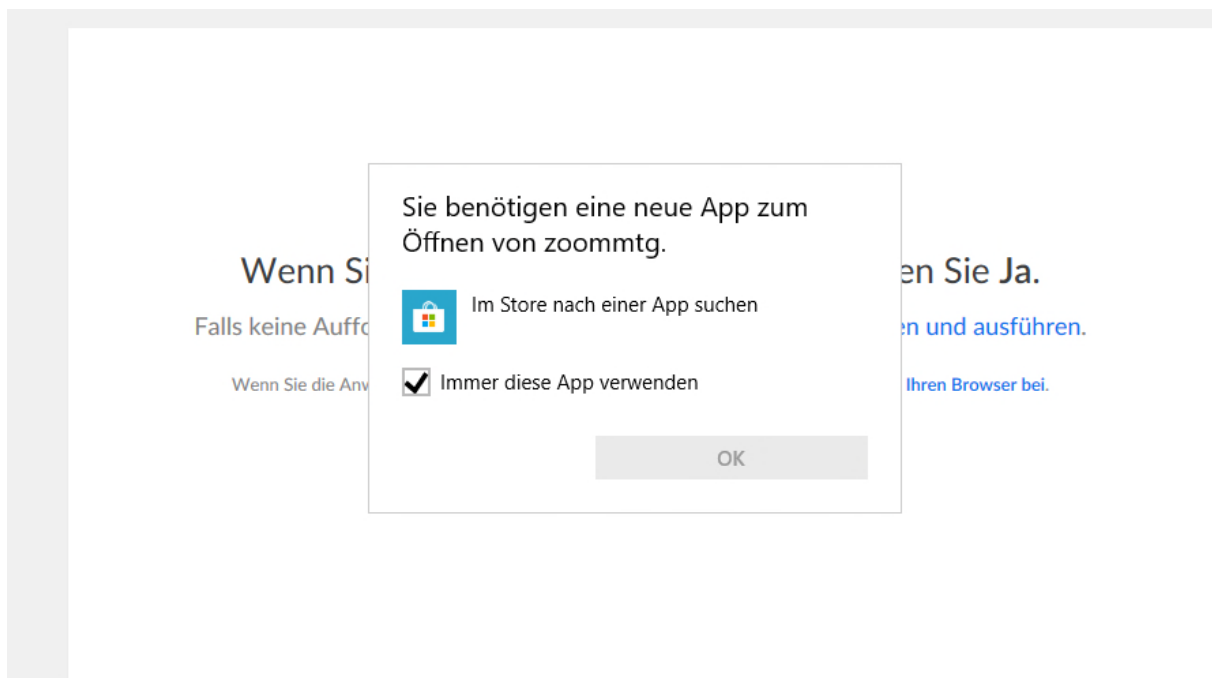 Sie benötigen eine neue App zum
Öffnen von zoommtg.
Wenn Si en Sie Ja.
Im Store nach einer App suchen
Falls keine Auffo en und ausführen.
Wenn Sie die Anw Ihren Browser bei.
Immer diese App verwenden
OK